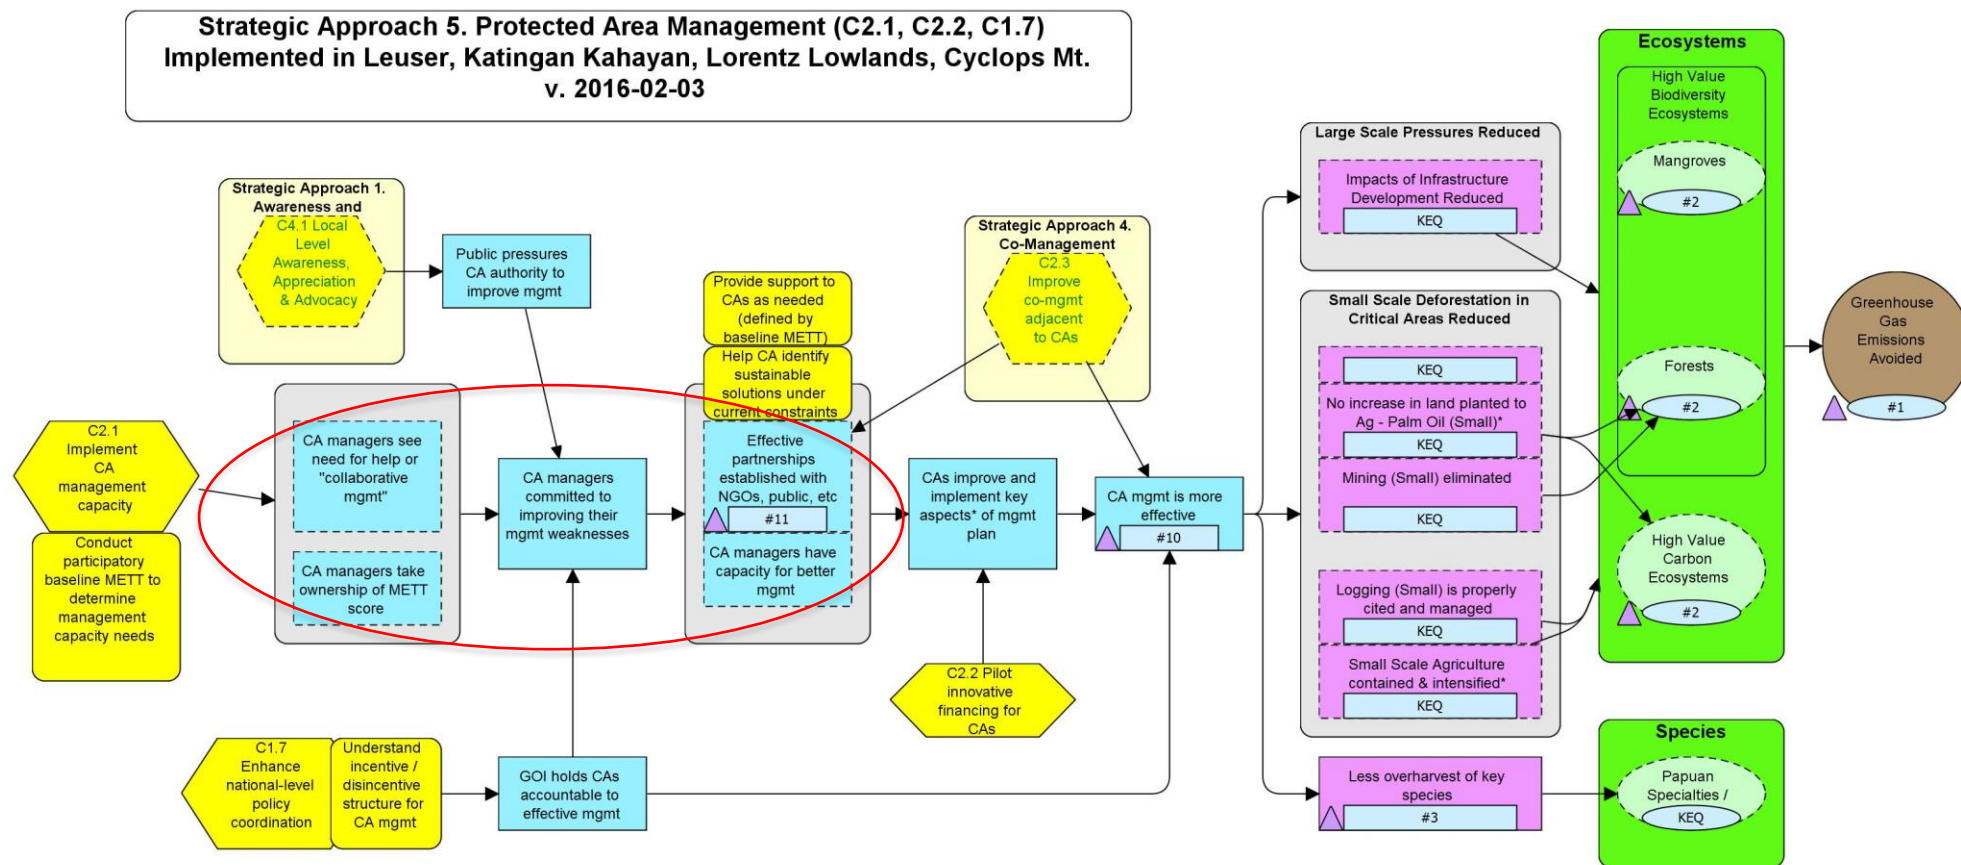 Strategic Approach 5. Protected Area Management (C2.1, C2.2, C1.7)
Implemented in Leuser, Katingan Kahayan, Lorentz Lowlands, Cyclops Mt.
v. 2016-02-03
Strategic Approach 1.
Awareness and
C4.1 Local
Level
Awareness,
Appreciation
& Advocacy
Public pressures
CA authority to
improve mgmt
C2.1
Implement
CA
management
capacity
Conduct
participatory
baseline METT to
determine
management
capacity needs
CA managers see
need for help or
"collaborative
mgmt"
CA managers take
ownership of METT
score
CA managers
committed to
improving their
mgmt weaknesses
Provide support to
CAs as needed
(defined by
baseline METT)
Help CA identify
sustainable
solutions under
current constraints
Effective
partnerships
established with
NGOs, public, etc
#11
CA managers have
capacity for better
mgmt
Strategic Approach 4.
Co-Management
C2.3
Improve
co-mgmt
adjacent
to CAs
CAs improve and
implement key
aspects* of mgmt
plan
CA mgmt is more
effective
#10
C2.2 Pilot
innovative
financing for
CAs
C1.7
Enhance
national-level
policy
coordination
Understand
incentive /
disincentive
structure for
CA mgmt
GOI holds CAs
accountable to
effective mgmt
Large Scale Pressures Reduced
Impacts of Infrastructure
Development Reduced
KEQ
Small Scale Deforestation in
Critical Areas Reduced
KEQ
No increase in land planted to
Ag - Palm Oil (Small)*
KEQ
Mining (Small) eliminated
KEQ
Logging (Small) is properly
cited and managed
KEQ
Small Scale Agriculture
contained & intensified*
KEQ
Less overharvest of key
species
#3
Ecosystems
High Value
Biodiversity
Ecosystems
Mangroves
#2
Forests
#2
High Value
Carbon
Ecosystems
#2
Species
Papuan
Specialties /
KEQ
Greenhouse
Gas
Emissions
Avoided
#1